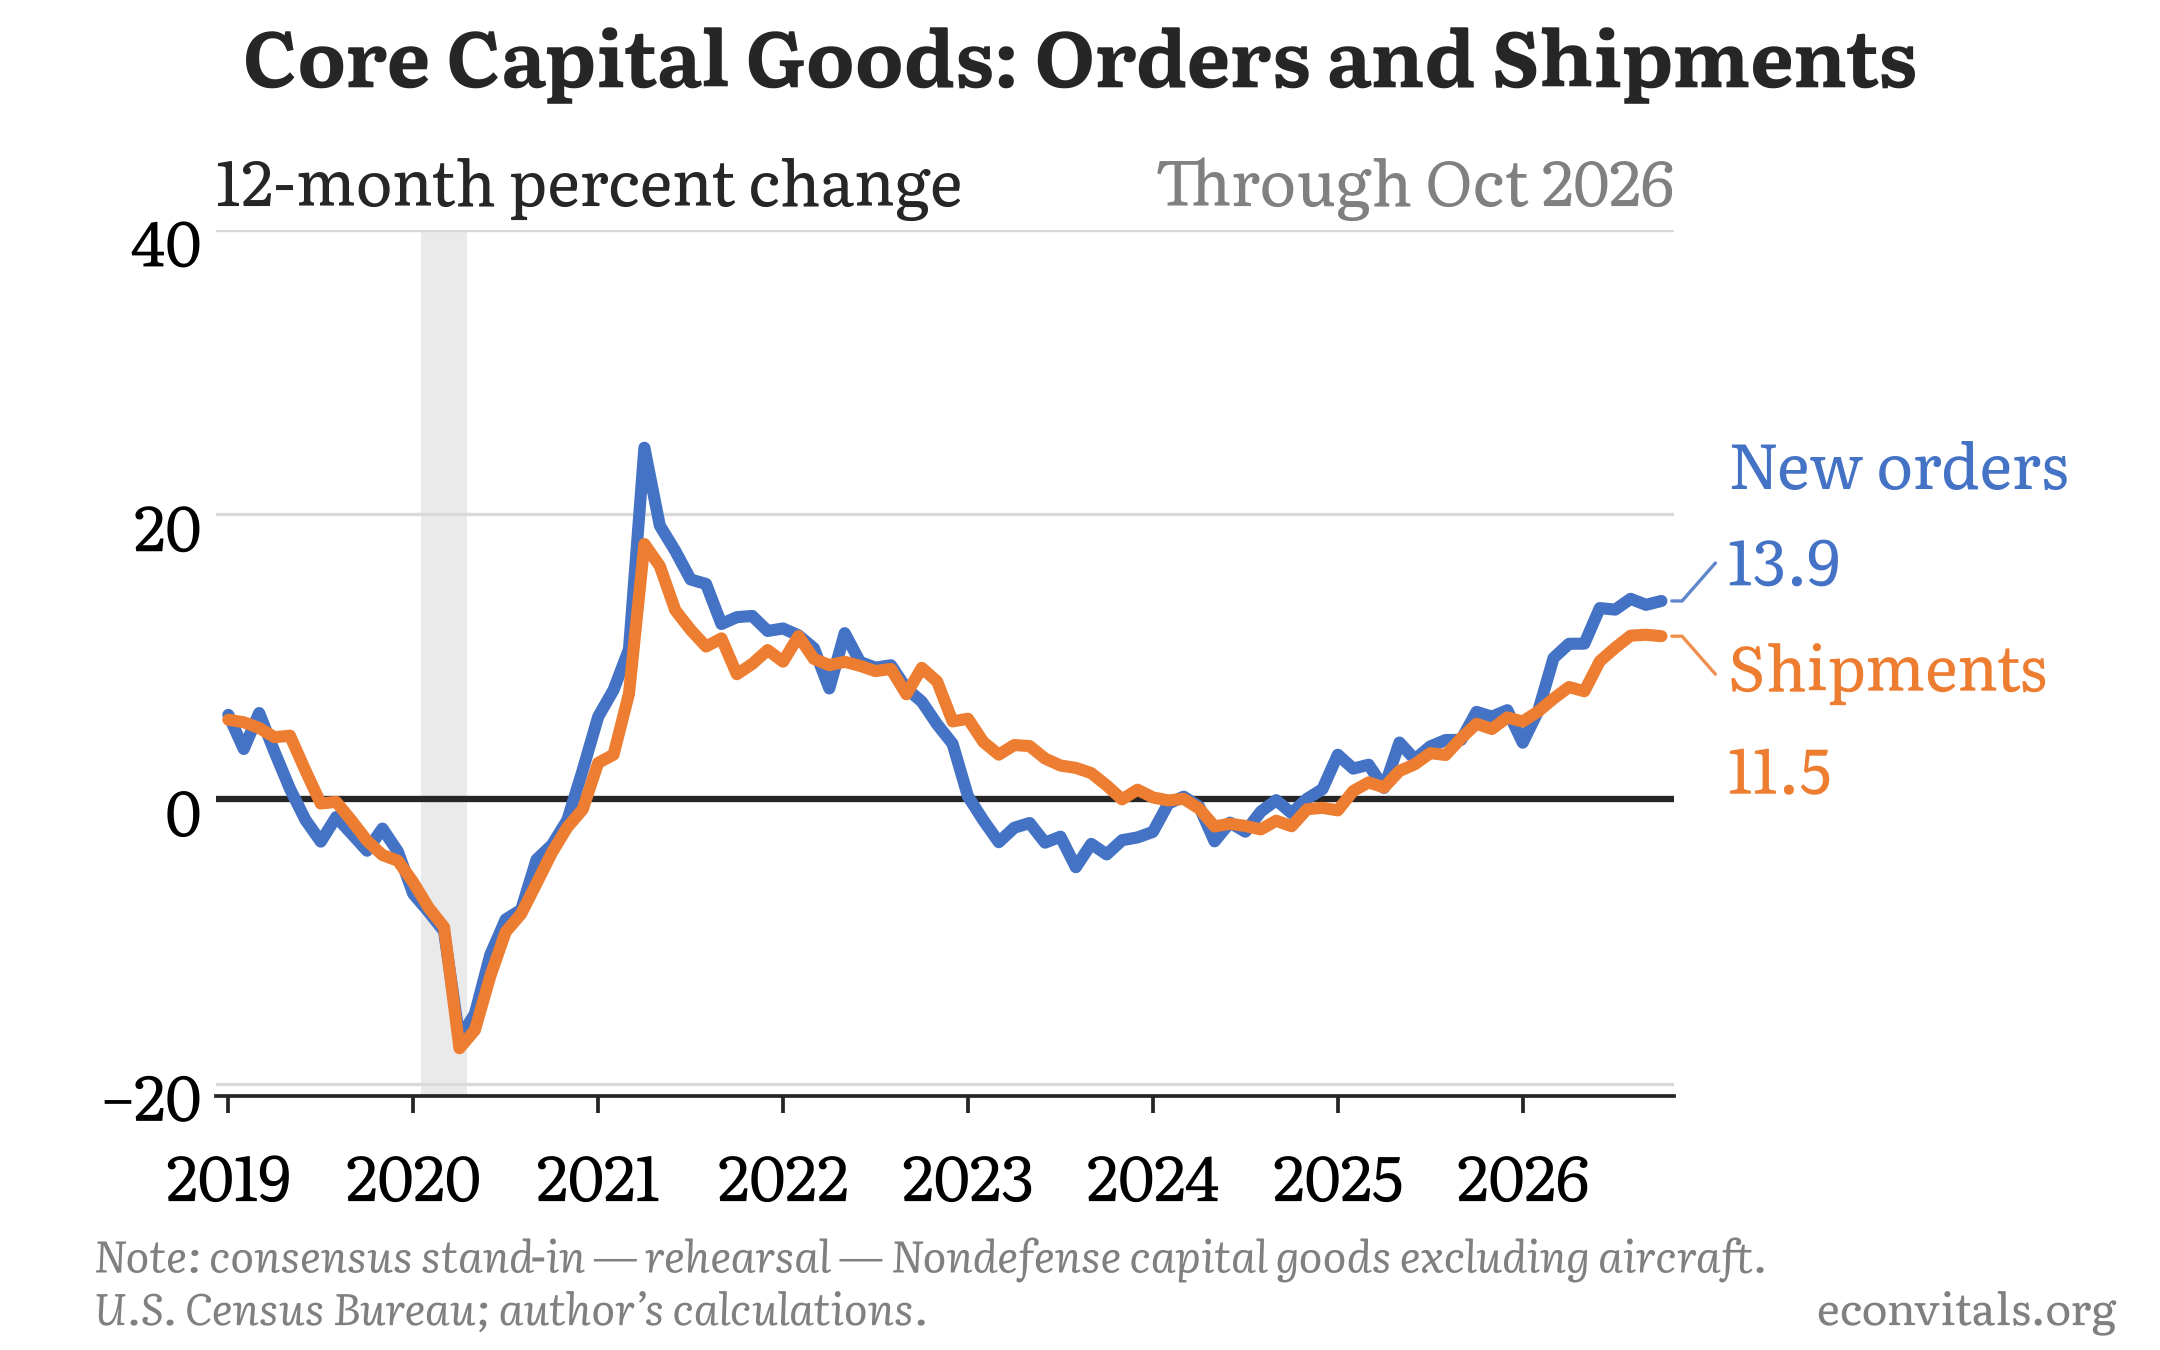 Core Capital Goods: Orders and Shipments
12-month percent change
Through Oct 2026
40
20
0
−20
New orders
13.9
Shipments
11.5
2019 2020 2021 2022 2023 2024 2025 2026
Note: consensus stand-in — rehearsal — Nondefense capital goods excluding aircraft.
U.S. Census Bureau; author’s calculations.
econvitals.org